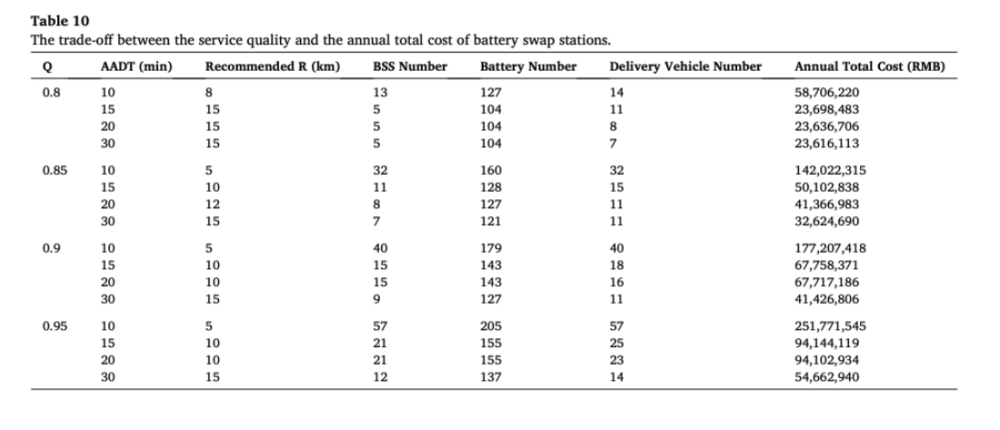 Table 10
The trade-off between the service quality and the annual total cost of battery swap stations.
Q AADT (min) Recommended R (km) BSS Number Battery Number Delivery Vehicle Number Annual Total Cost (RMB)
0.8 10 8 13 127 14 58,706,220
15 15 5 104 11 23,698,483
20 15 5 104 8 23,636,706
30 15 5 104 7 23,616,113
0.85 10 5 32 160 32 142,022,315
15 10 11 128 15 50,102,838
20 12 8 127 11 41,366,983
30 15 7 121 11 32,624,690
0.9 10 5 40 179 40 177,207,418
15 10 15 143 18 67,758,371
20 10 15 143 16 67,717,186
30 15 9 127 11 41,426,806
0.95 10 5 57 205 57 251,771,545
15 10 21 155 25 94,144,119
20 10 21 155 23 94,102,934
30 15 12 137 14 54,662,940